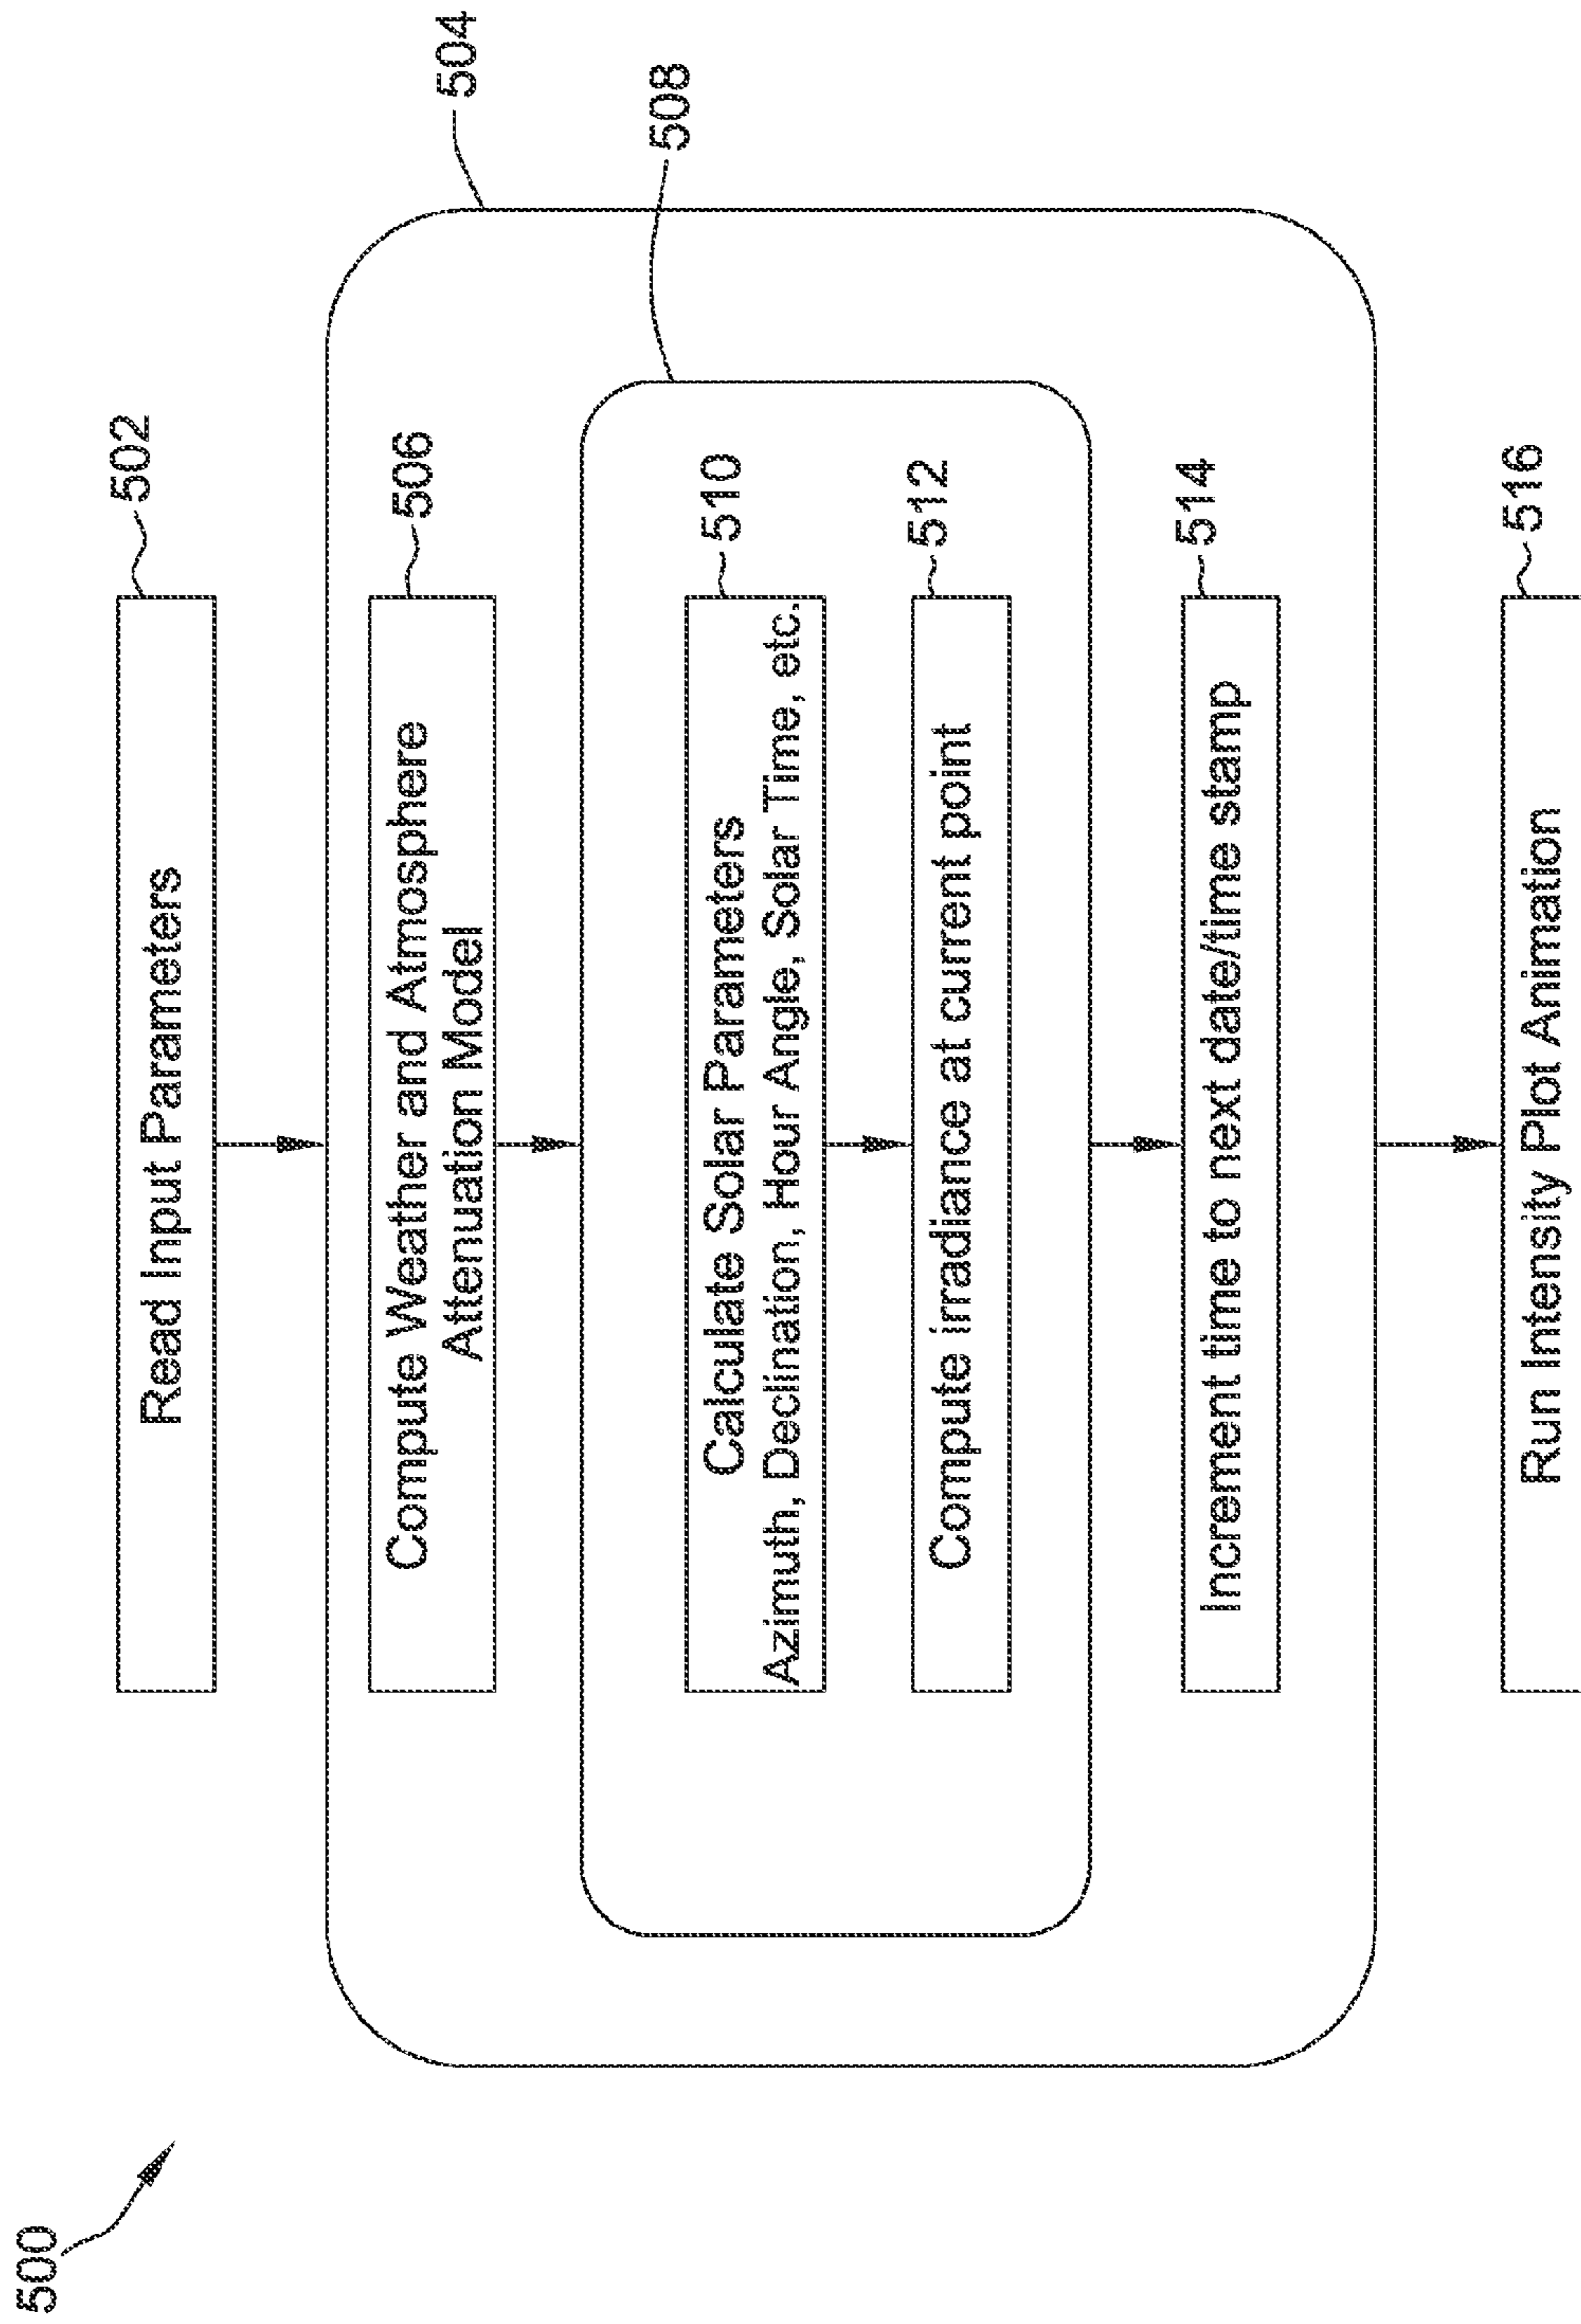 500
502
Read Input Parameters
504
506
Compute Weather and Atmosphere
Attenuation Model
508
510
Calculate Solar Parameters
Azimuth, Declination, Hour Angle, Solar Time, etc.
512
Compute irradiance at current point
514
Increment time to next date/time stamp
516
Run Intensity Plot Animation